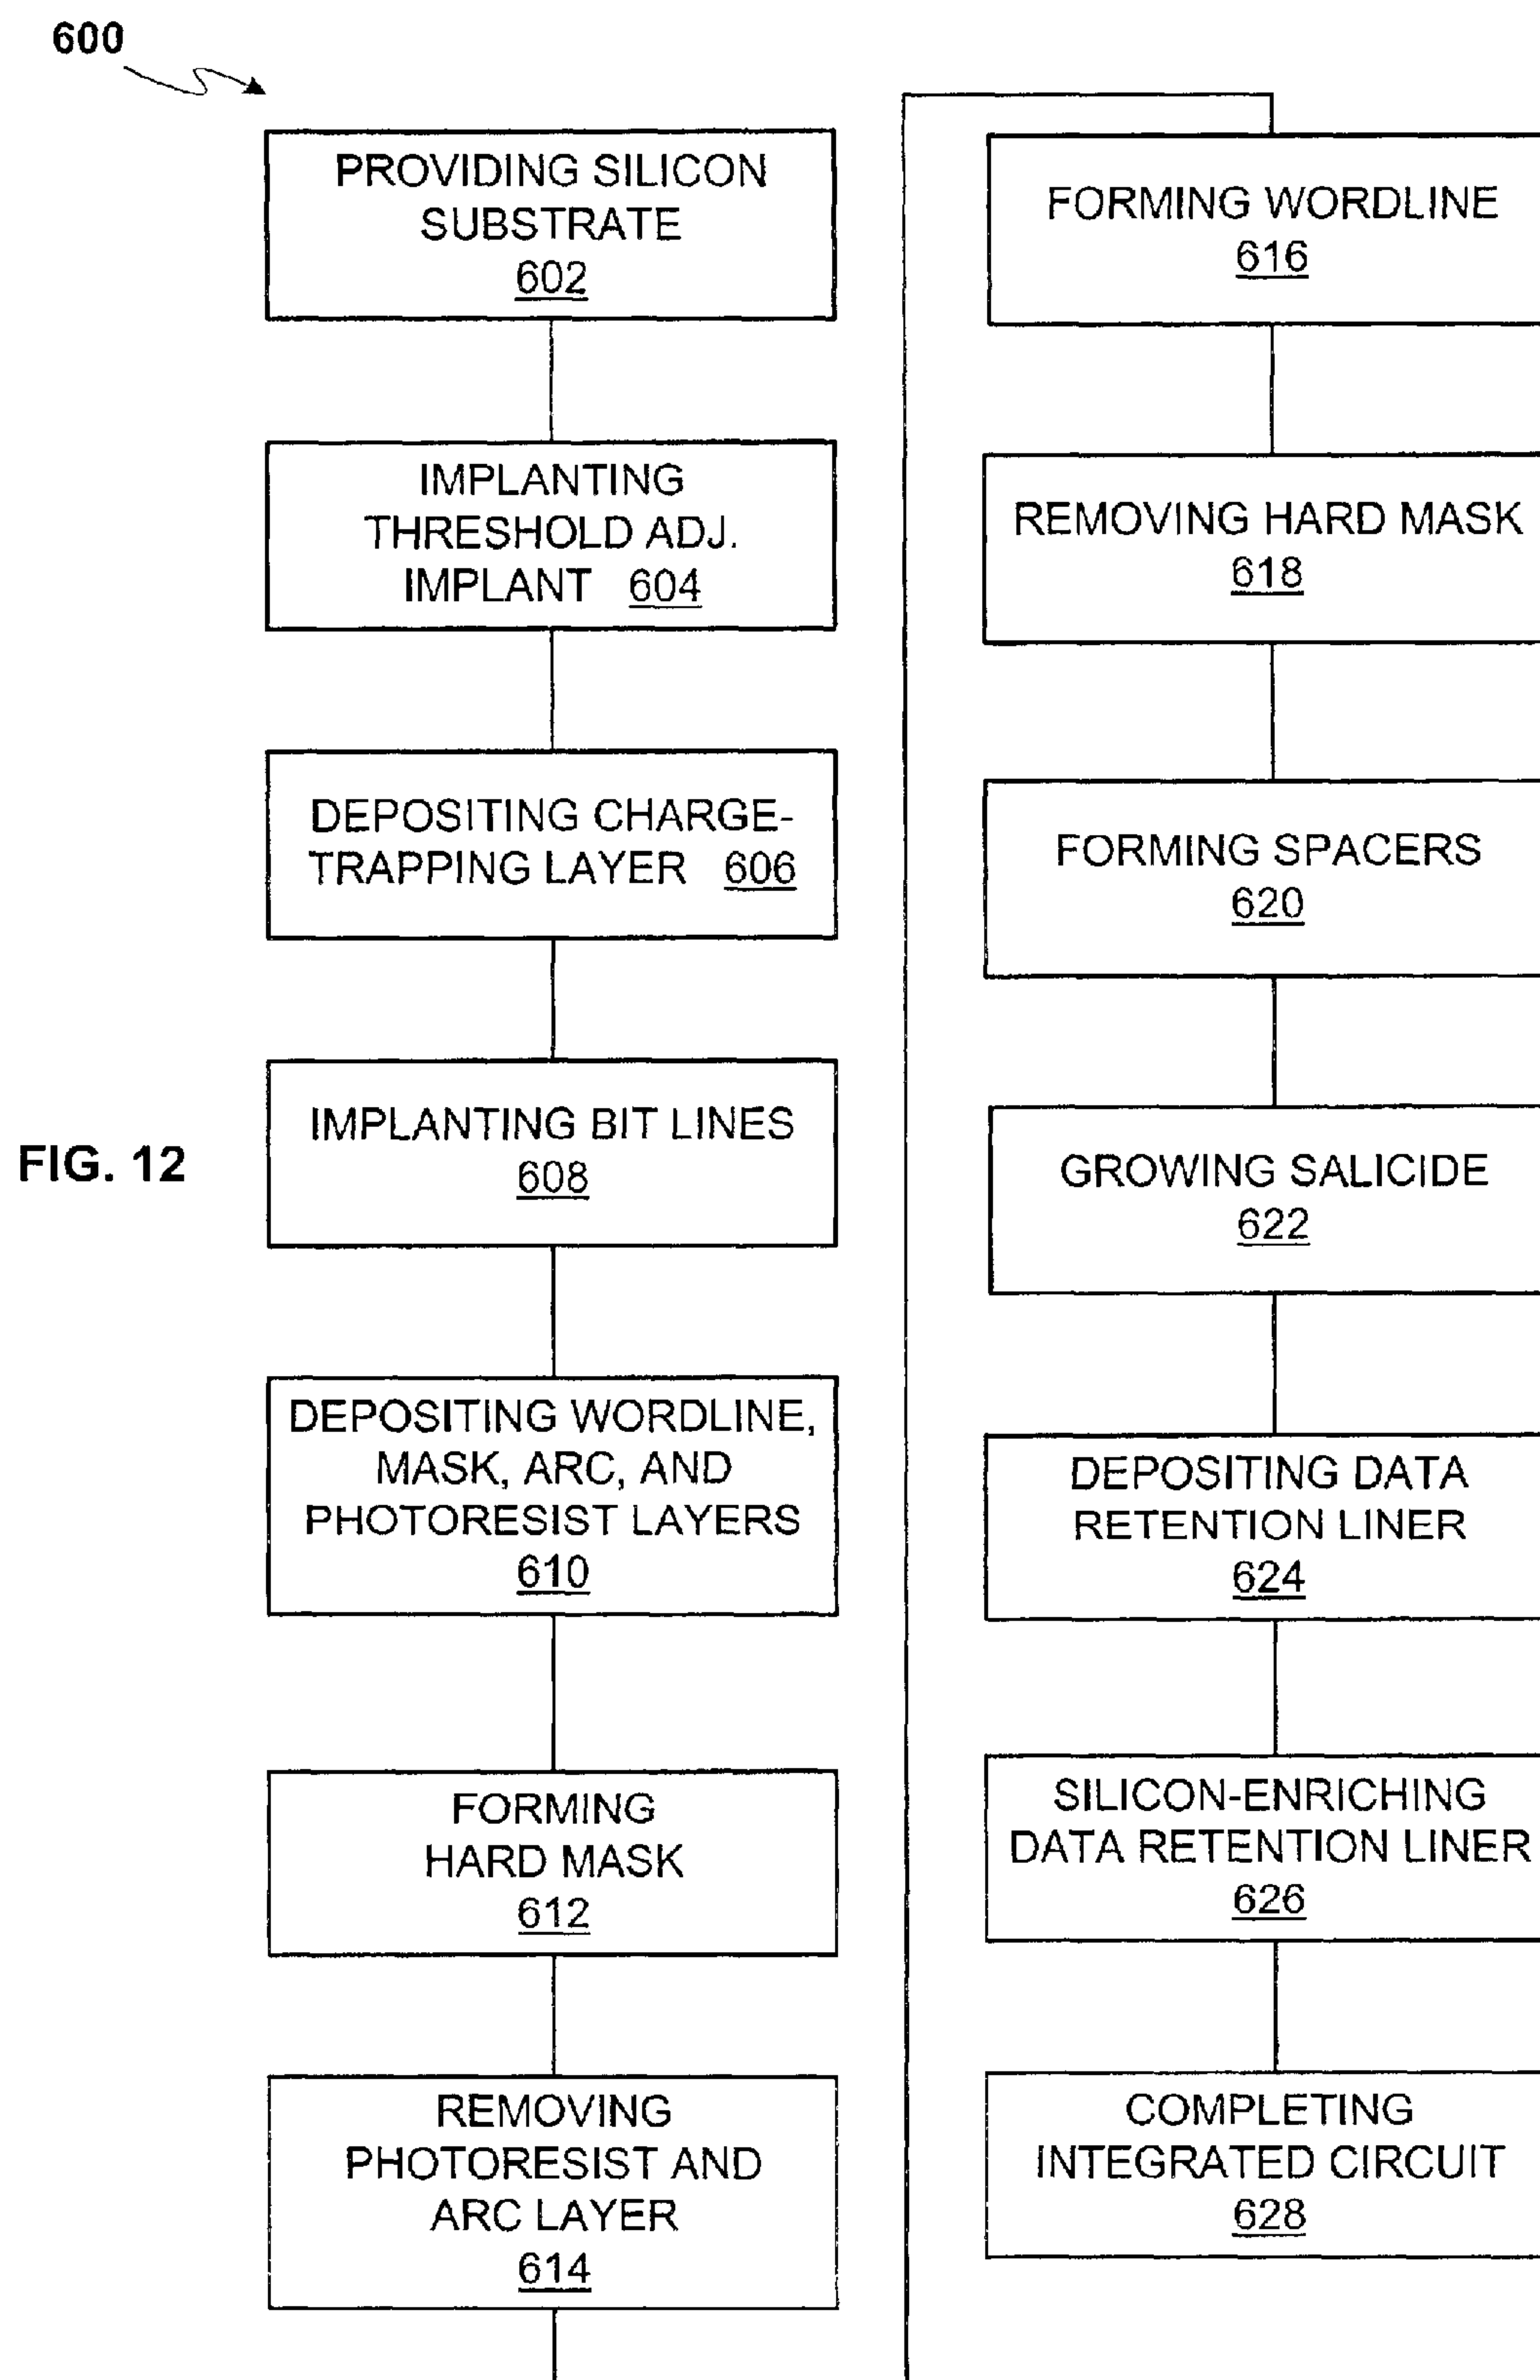 600
PROVIDING SILICON
SUBSTRATE
602
IMPLANTING
THRESHOLD ADJ.
IMPLANT 604
DEPOSITING CHARGE-
TRAPPING LAYER 606
IMPLANTING BIT LINES
608
DEPOSITING WORDLINE,
MASK, ARC, AND
PHOTORESIST LAYERS
610
FORMING
HARD MASK
612
REMOVING
PHOTORESIST AND
ARC LAYER
614
FORMING WORDLINE
616
REMOVING HARD MASK
618
FORMING SPACERS
620
GROWING SALICIDE
622
DEPOSITING DATA
RETENTION LINER
624
SILICON-ENRICHING
DATA RETENTION LINER
626
COMPLETING
INTEGRATED CIRCUIT
628
FIG. 12